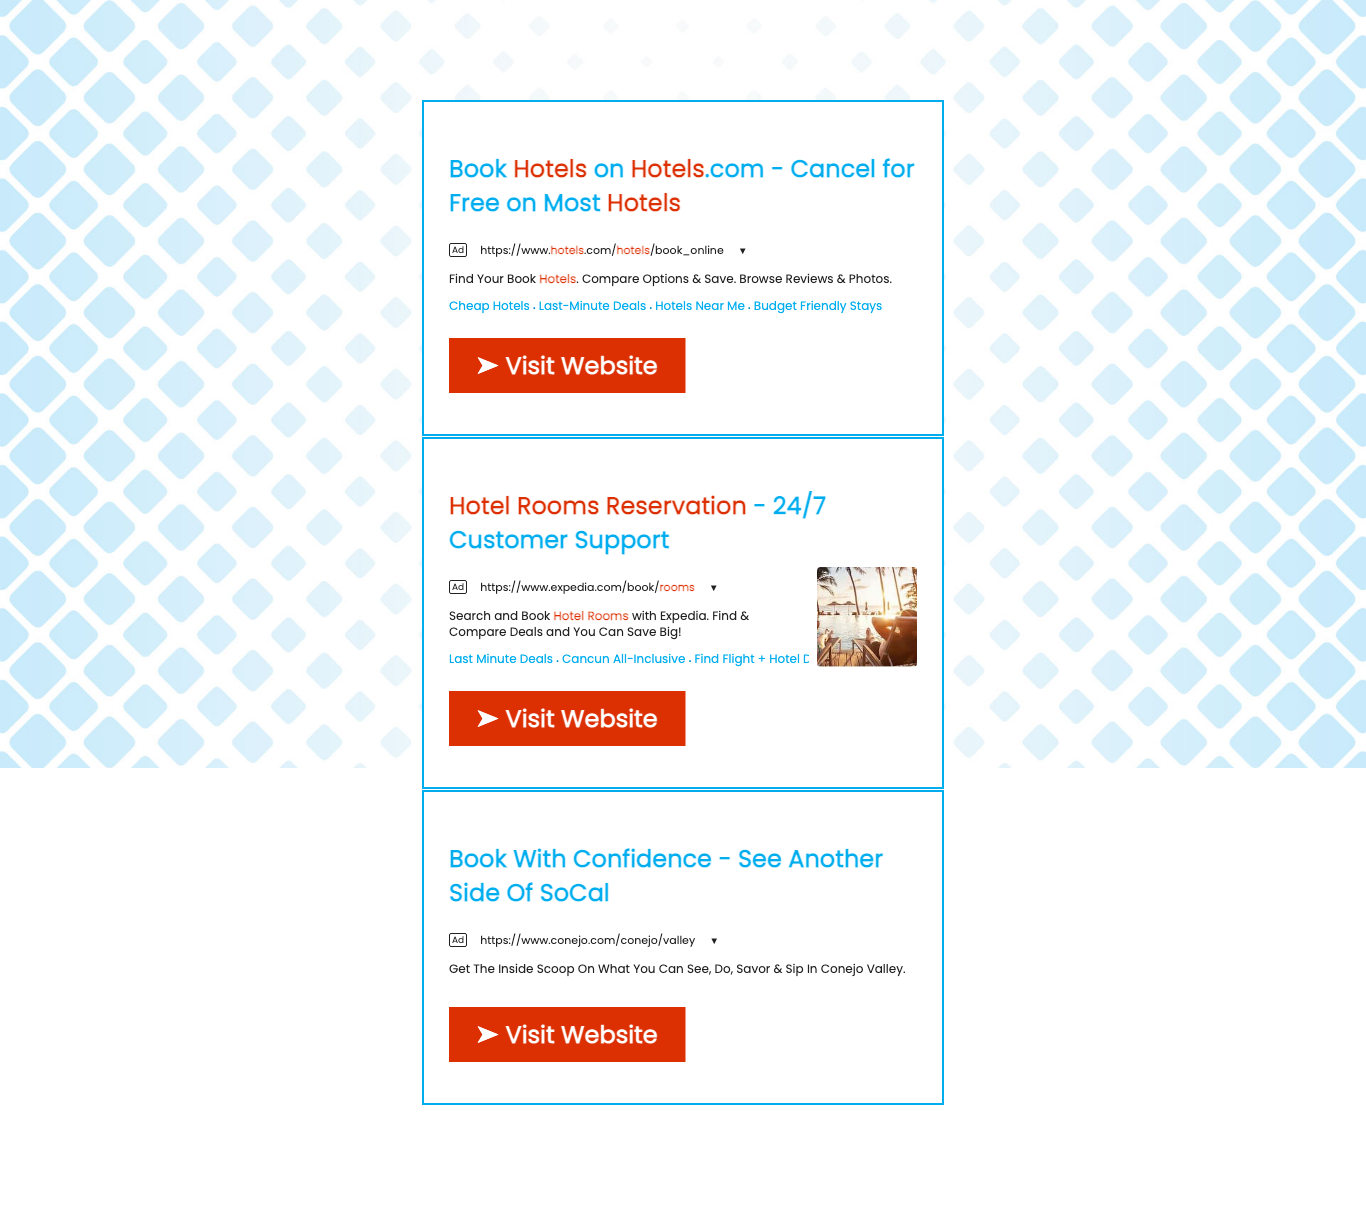 Book Hotels on Hotels.com - Cancel for
Free on Most Hotels
Ad https://www.hotels.com/hotels/book_online ▼
Find Your Book Hotels. Compare Options & Save. Browse Reviews & Photos.
Cheap Hotels · Last-Minute Deals · Hotels Near Me · Budget Friendly Stays
➤ Visit Website
Hotel Rooms Reservation - 24/7
Customer Support
Ad https://www.expedia.com/book/rooms ▼
Search and Book Hotel Rooms with Expedia. Find &
Compare Deals and You Can Save Big!
Last Minute Deals · Cancun All-Inclusive · Find Flight + Hotel
➤ Visit Website
Book With Confidence - See Another
Side Of SoCal
Ad https://www.conejo.com/conejo/valley ▼
Get The Inside Scoop On What You Can See, Do, Savor & Sip In Conejo Valley.
➤ Visit Website